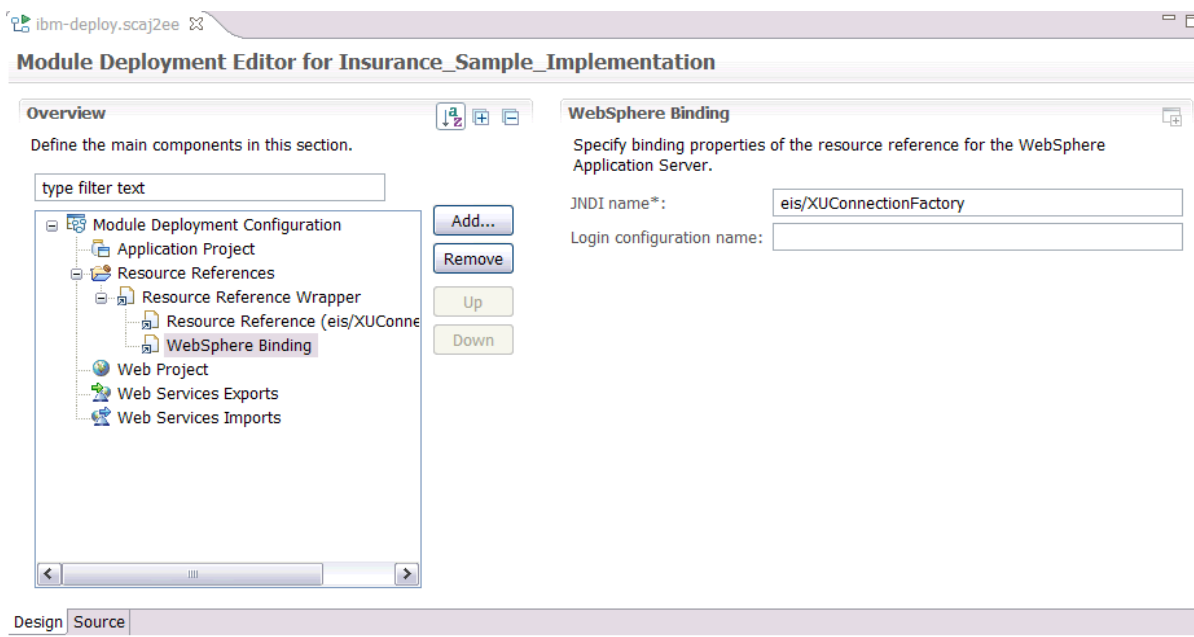 ibm-deploy.scaj2ee
Module Deployment Editor for Insurance_Sample_Implementation
Overview
Define the main components in this section.
type filter text
Module Deployment Configuration
Application Project
Resource References
Resource Reference Wrapper
Resource Reference (eis/XUConne
WebSphere Binding
Web Project
Web Services Exports
Web Services Imports
Add...
Remove
Up
Down
WebSphere Binding
Specify binding properties of the resource reference for the WebSphere
Application Server.
JNDI name*: eis/XUConnectionFactory
Login configuration name:
Design Source